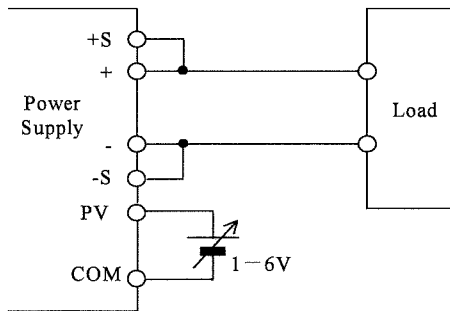 +S
+
Power
Supply
Load
-
-S
PV
COM
1－6V